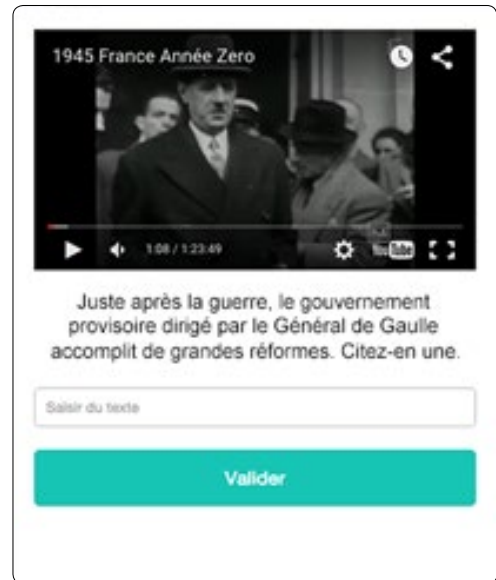 1945 France Année Zero
1:08 / 1:23:49
YouTube
Juste après la guerre, le gouvernement
provisoire dirigé par le Général de Gaulle
accomplit de grandes réformes. Citez-en une.
Saisir du texte
Valider